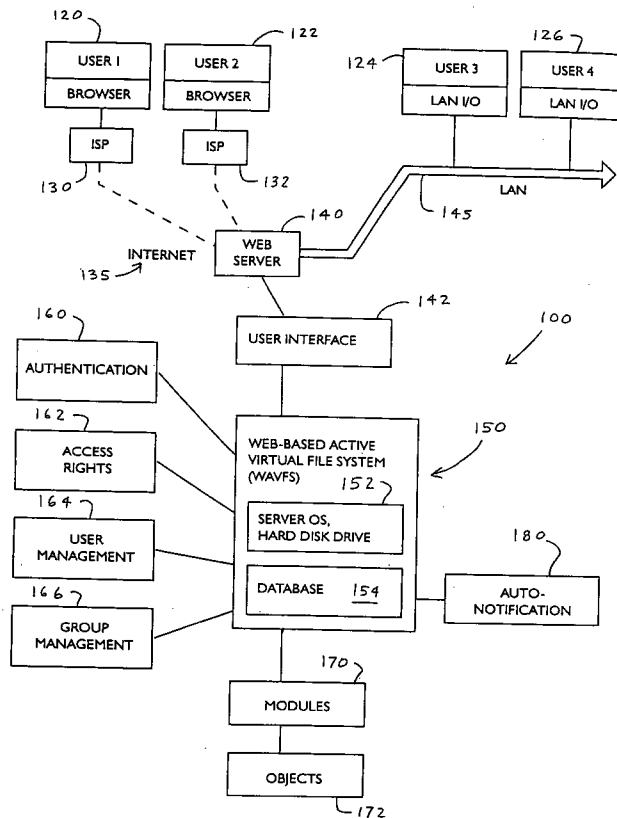 120
122
126
124
USER 1
BROWSER
USER 2
BROWSER
USER 3
LAN I/O
USER 4
LAN I/O
ISP
ISP
130
132
140
145
LAN
WEB
SERVER
INTERNET
135
142
USER INTERFACE
100
160
AUTHENTICATION
162
ACCESS
RIGHTS
164
USER
MANAGEMENT
166
GROUP
MANAGEMENT
150
WEB-BASED ACTIVE
VIRTUAL FILE SYSTEM
(WAVFS)
152
SERVER OS,
HARD DISK DRIVE
DATABASE 154
180
AUTO-
NOTIFICATION
170
MODULES
OBJECTS
172